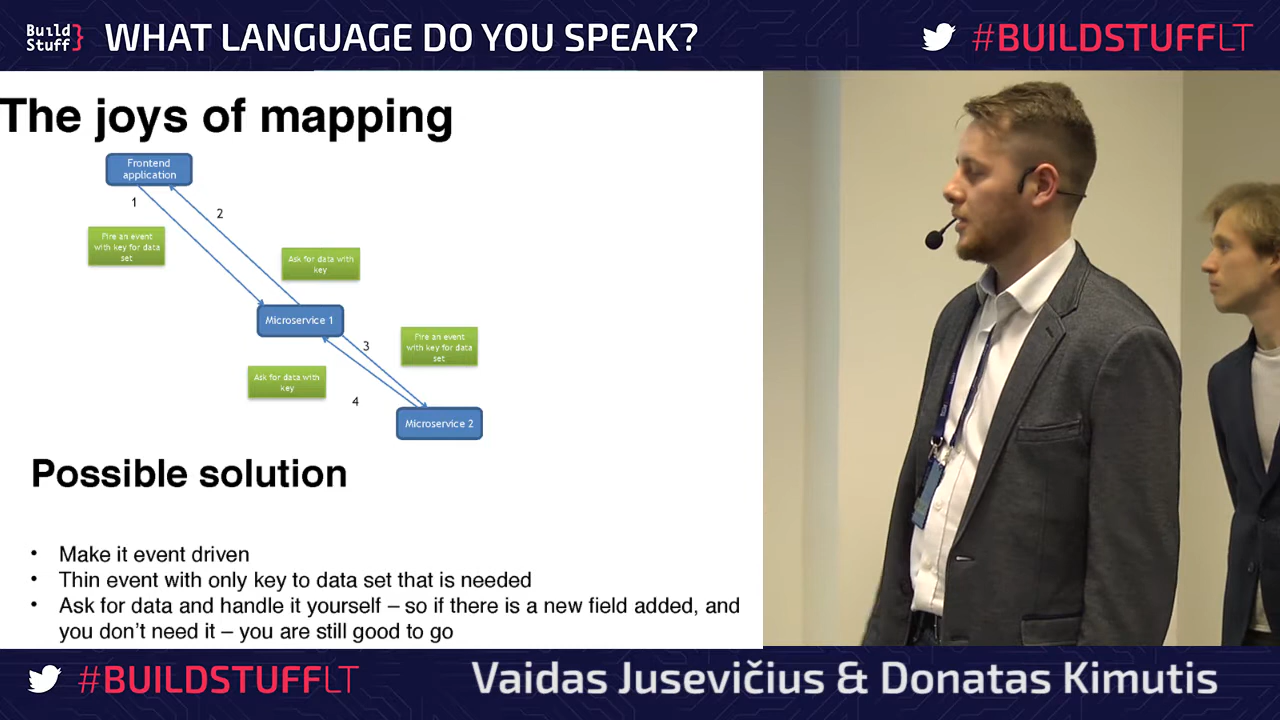 Build
Stuff}
WHAT LANGUAGE DO YOU SPEAK?
#BUILDSTUFFLT
The joys of mapping
Frontend
application
1
2
Fire an event
with key for data
set
Ask for data with
key
Microservice 1
3
Fire an event
with key for data
set
Ask for data with
key
4
Microservice 2
Possible solution
• Make it event driven
• Thin event with only key to data set that is needed
• Ask for data and handle it yourself – so if there is a new field added, and
you don't need it – you are still good to go
#BUILDSTUFFLT
Vaidas Jusevičius & Donatas Kimutis